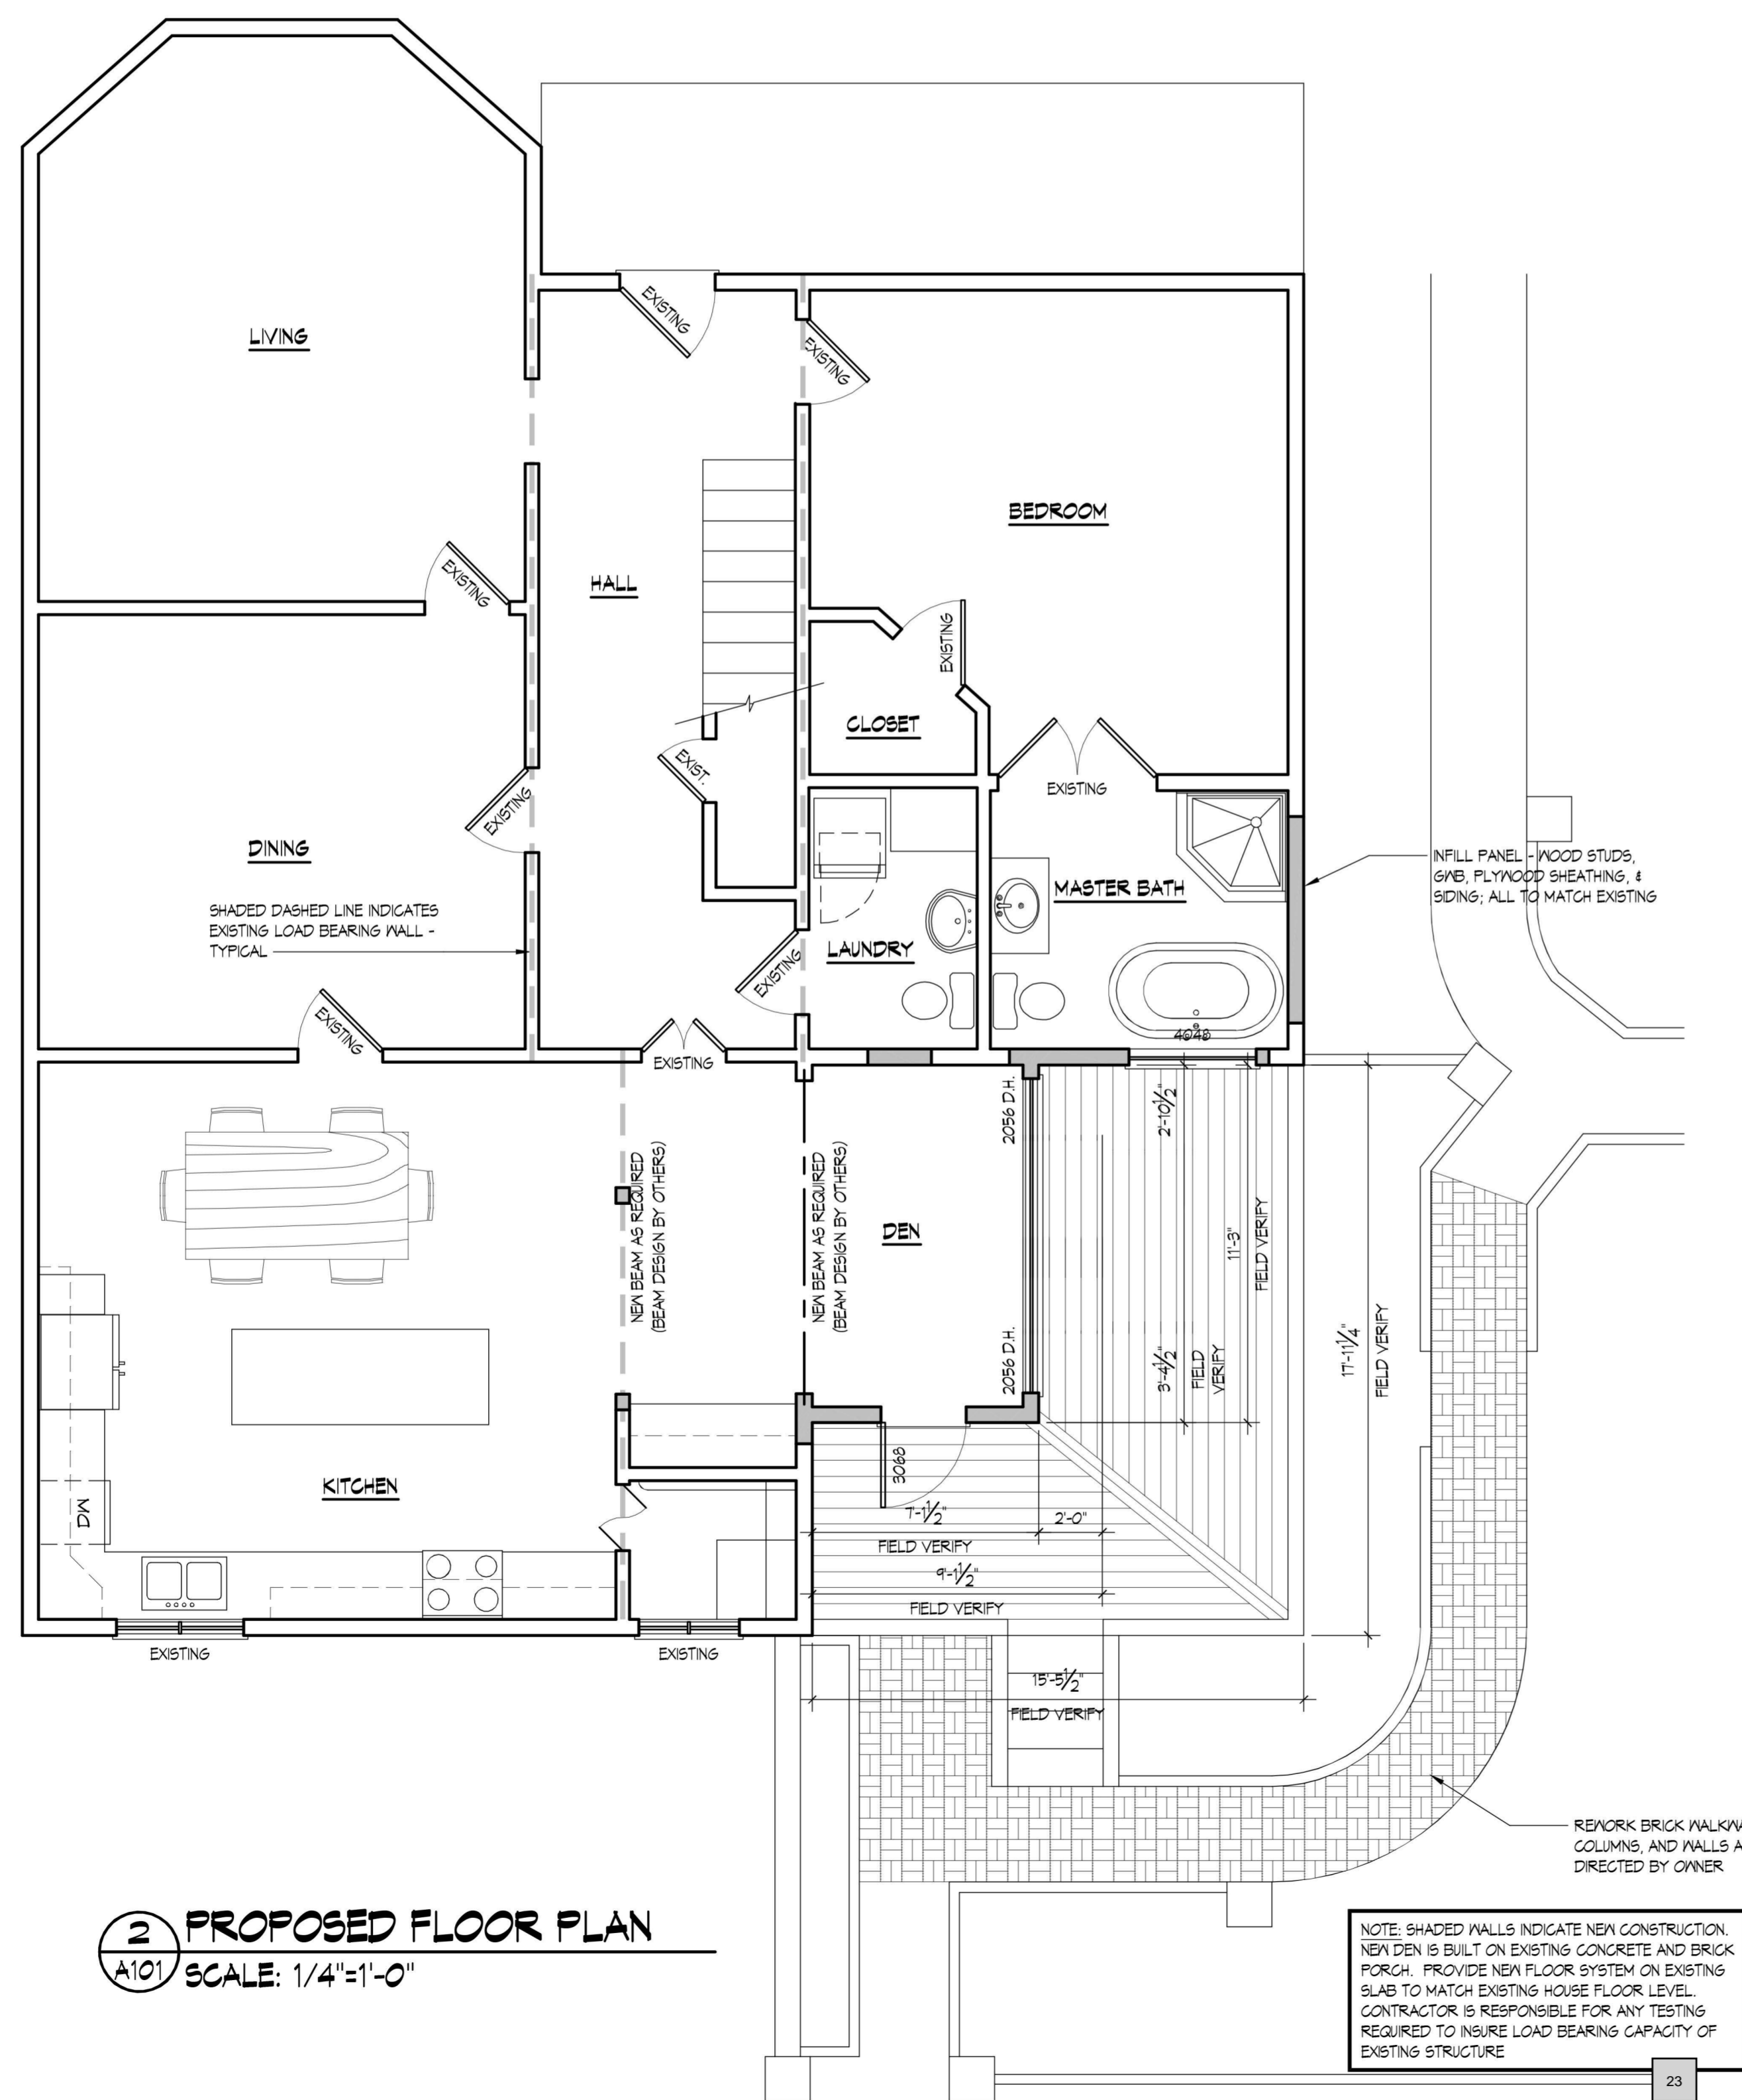 LIVING
EXISTING
EXISTING
BEDROOM
HALL
EXISTING
EXISTING
CLOSET
EXIST.
EXISTING
EXISTING
DINING
MASTER BATH
INFILL PANEL - WOOD STUDS,
GWB, PLYWOOD SHEATHING, &
SIDING; ALL TO MATCH EXISTING
SHADED DASHED LINE INDICATES
EXISTING LOAD BEARING WALL -
TYPICAL
LAUNDRY
EXISTING
EXISTING
EXISTING
4048
2056 D.H.
2'-10½"
NEW BEAM AS REQUIRED
(BEAM DESIGN BY OTHERS)
NEW BEAM AS REQUIRED
(BEAM DESIGN BY OTHERS)
DEN
11'-3"
FIELD VERIFY
2056 D.H.
3'-4½"
FIELD
VERIFY
17'-11¼"
FIELD VERIFY
KITCHEN
DW
3068
7'-1½"
2'-0"
FIELD VERIFY
9'-1½"
FIELD VERIFY
EXISTING
EXISTING
15'-5½"
FIELD VERIFY
REWORK BRICK WALKWA
COLUMNS, AND WALLS A
DIRECTED BY OWNER
2
A101
PROPOSED FLOOR PLAN
SCALE: 1/4"=1'-0"
NOTE: SHADED WALLS INDICATE NEW CONSTRUCTION.
NEW DEN IS BUILT ON EXISTING CONCRETE AND BRICK
PORCH. PROVIDE NEW FLOOR SYSTEM ON EXISTING
SLAB TO MATCH EXISTING HOUSE FLOOR LEVEL.
CONTRACTOR IS RESPONSIBLE FOR ANY TESTING
REQUIRED TO INSURE LOAD BEARING CAPACITY OF
EXISTING STRUCTURE
23